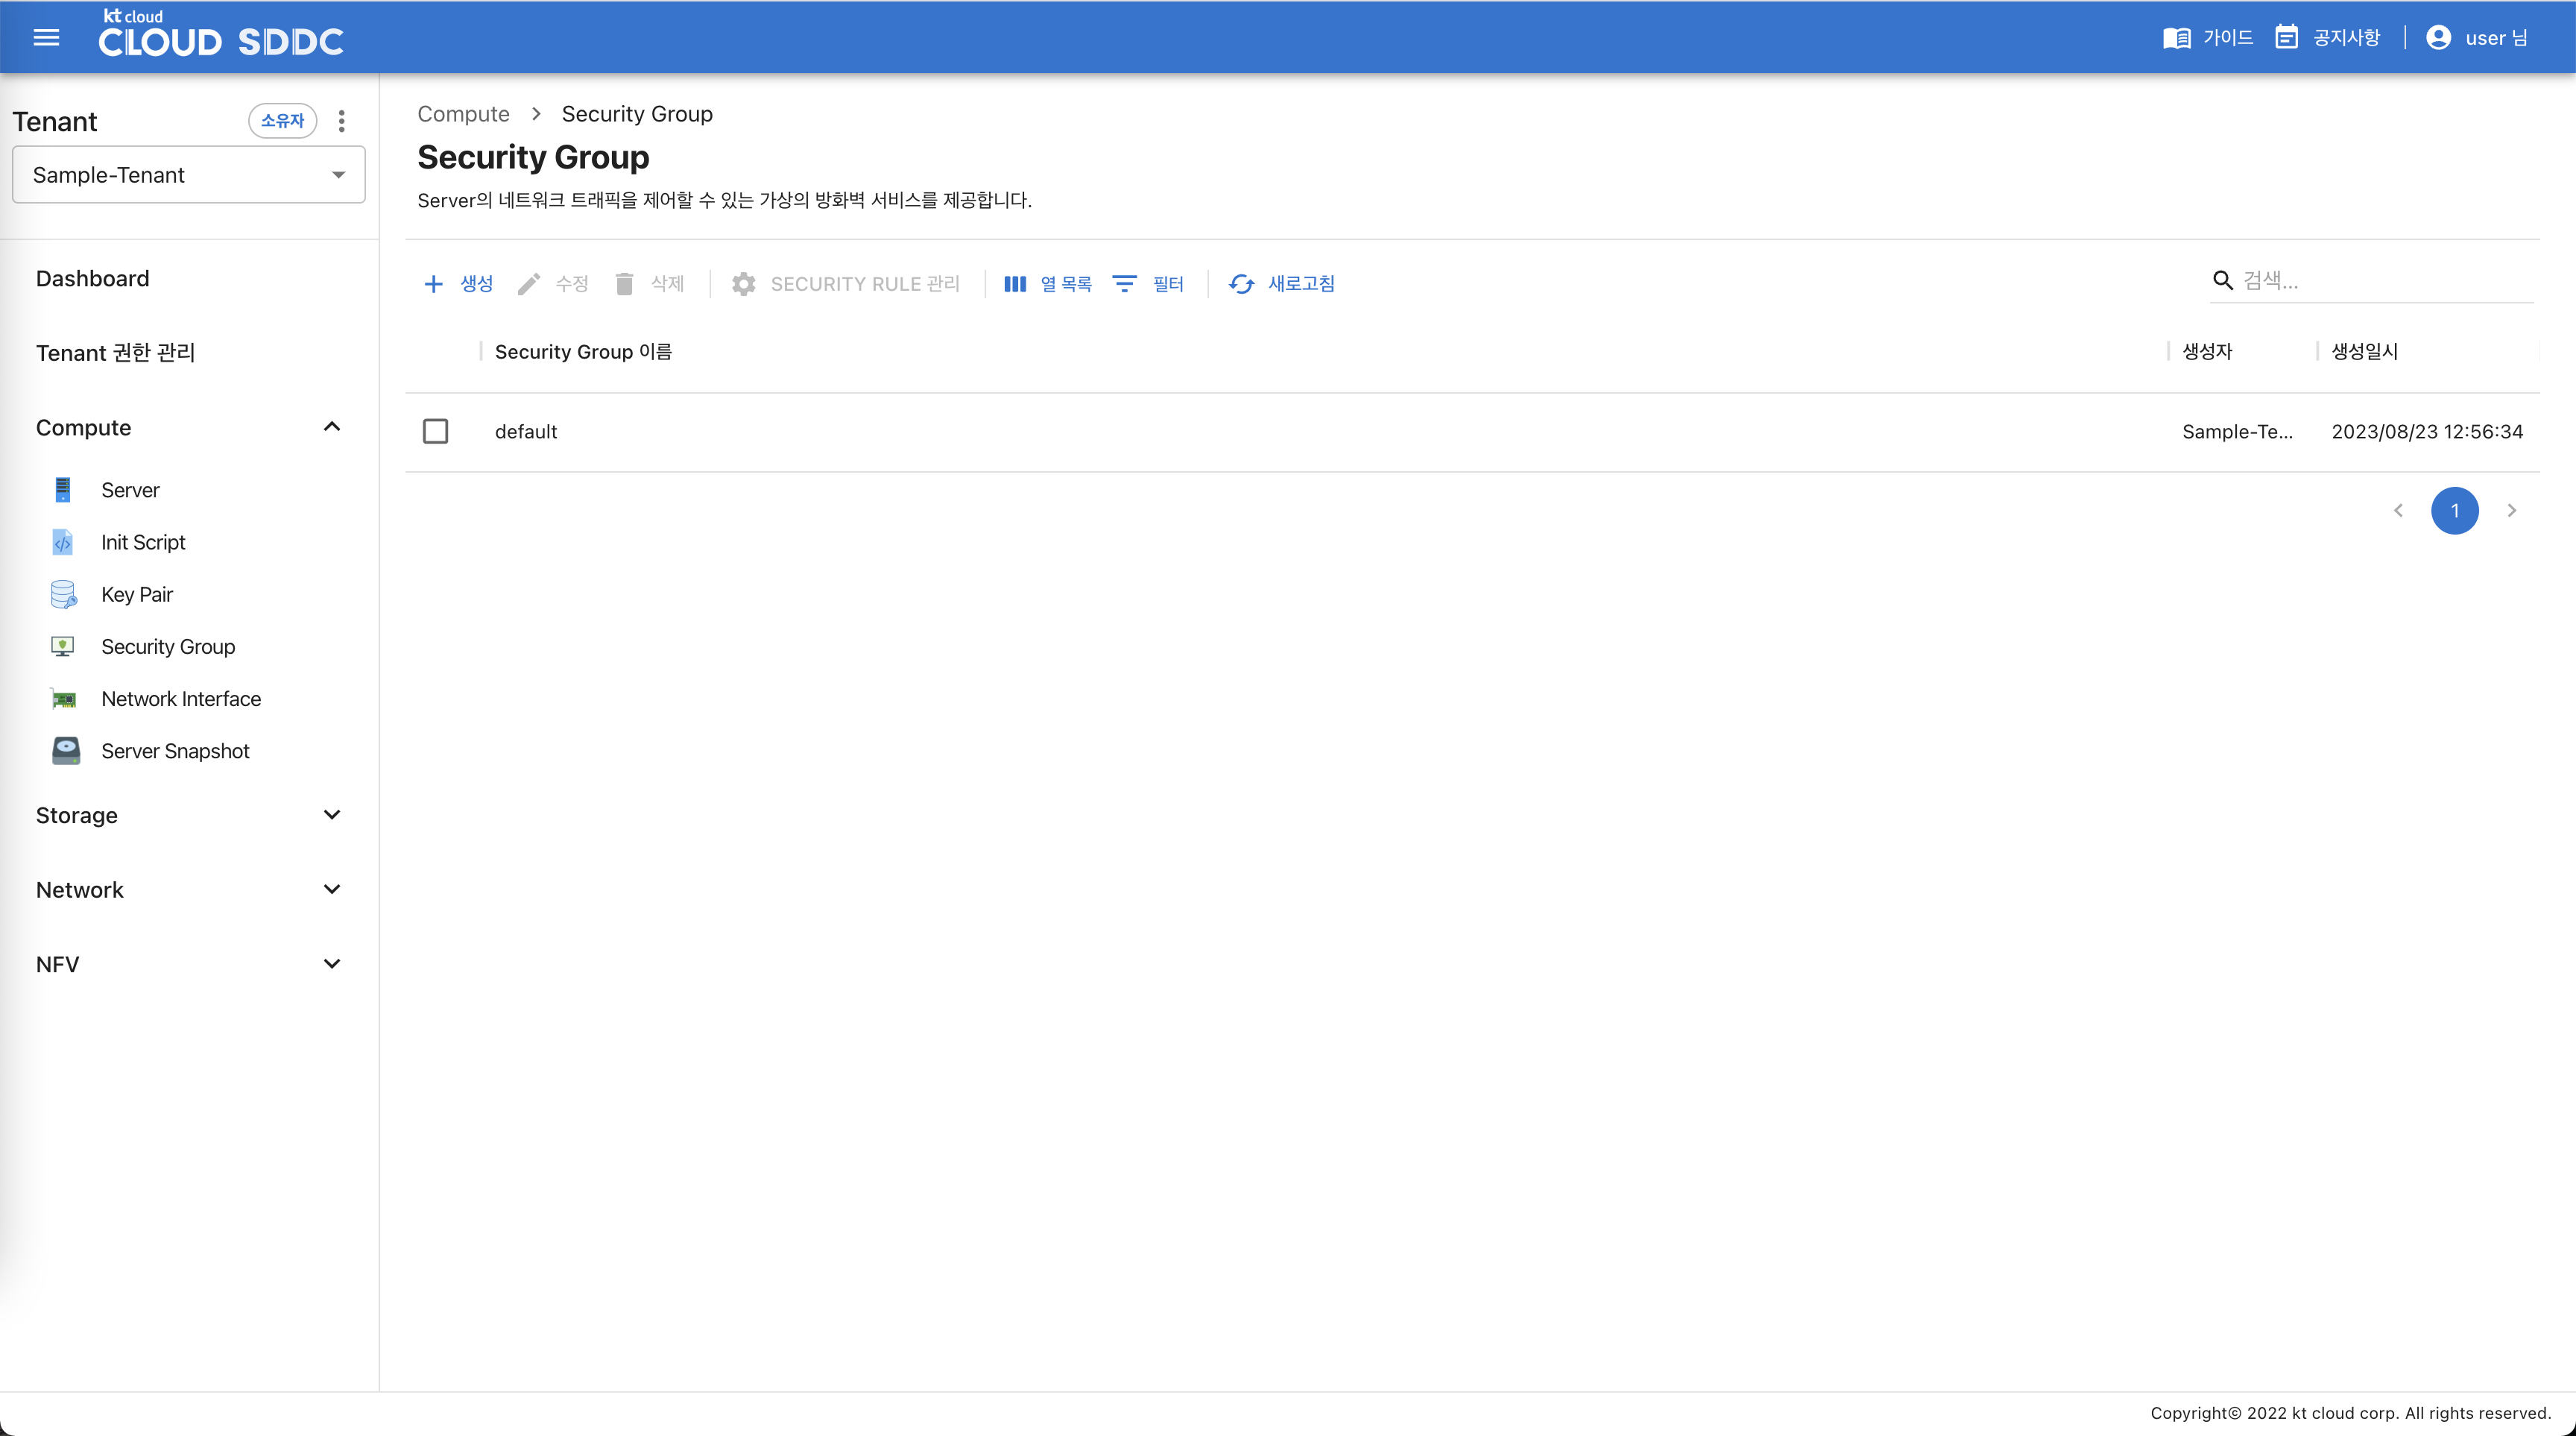 kt cloud
CLOUD SDDC
가이드
공지사항
user 님
Tenant
소유자
Sample-Tenant
Dashboard
Tenant 권한 관리
Compute
Server
Init Script
Key Pair
Security Group
Network Interface
Server Snapshot
Storage
Network
NFV
Compute > Security Group
Security Group
Server의 네트워크 트래픽을 제어할 수 있는 가상의 방화벽 서비스를 제공합니다.
생성 수정 삭제 SECURITY RULE 관리 열 목록 필터 새로고침 검색...
Security Group 이름 생성자 생성일시
default Sample-Te... 2023/08/23 12:56:34
1
Copyright© 2022 kt cloud corp. All rights reserved.